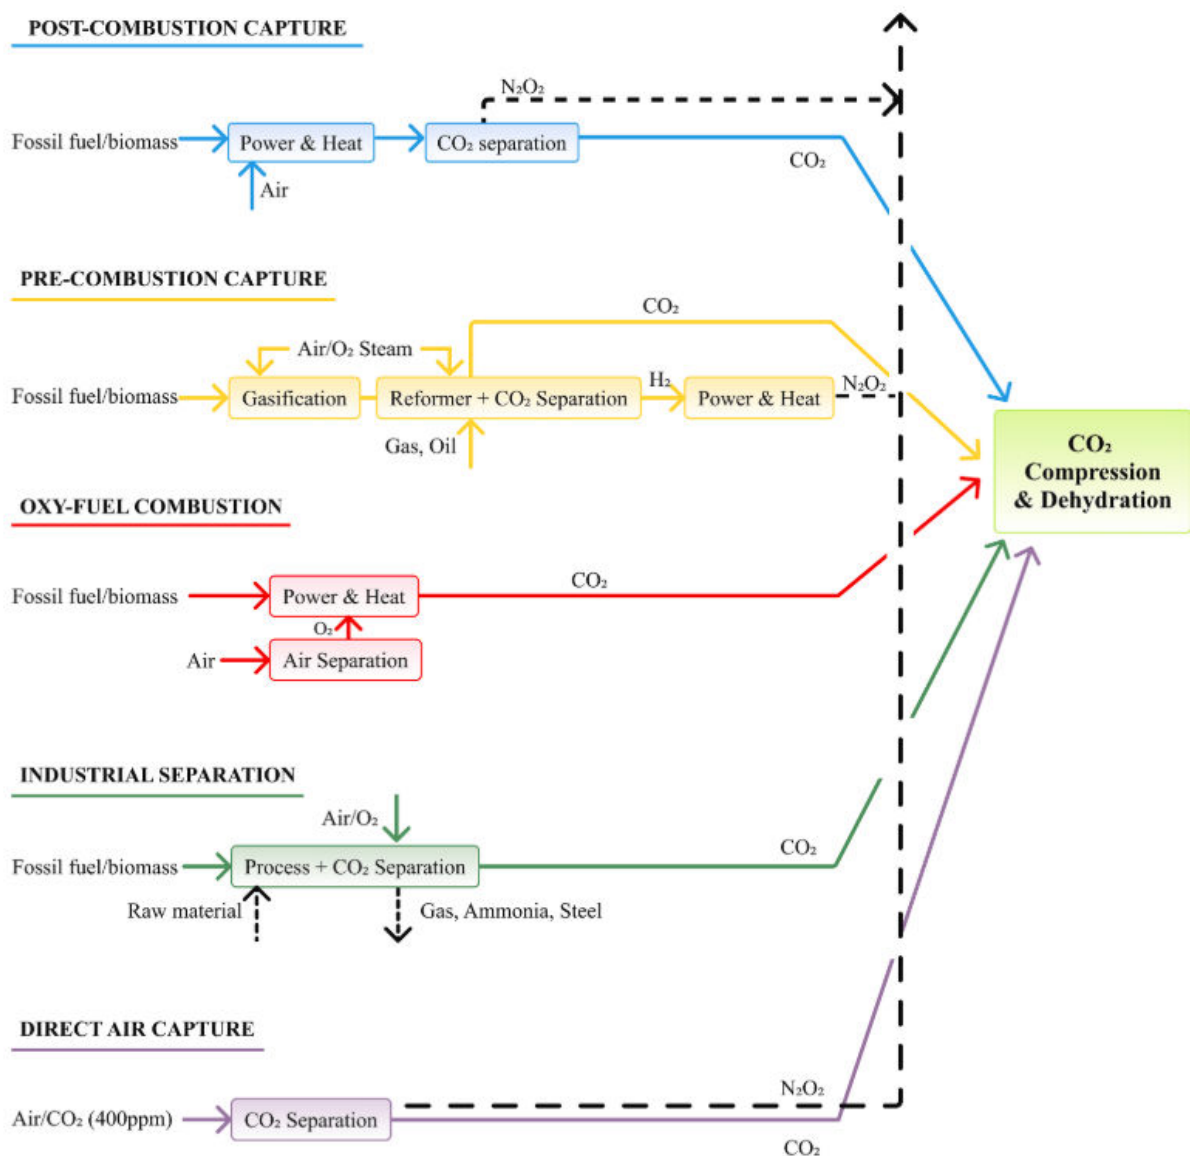 POST-COMBUSTION CAPTURE
N₂O₂
Fossil fuel/biomass
Power & Heat
CO₂ separation
CO₂
Air
PRE-COMBUSTION CAPTURE
CO₂
Air/O₂ Steam
Fossil fuel/biomass
Gasification
Reformer + CO₂ Separation
H₂
Power & Heat
N₂O₂
Gas, Oil
CO₂
Compression
& Dehydration
OXY-FUEL COMBUSTION
Fossil fuel/biomass
Power & Heat
CO₂
O₂
Air
Air Separation
INDUSTRIAL SEPARATION
Air/O₂
Fossil fuel/biomass
Process + CO₂ Separation
CO₂
Raw material
Gas, Ammonia, Steel
DIRECT AIR CAPTURE
N₂O₂
Air/CO₂ (400ppm)
CO₂ Separation
CO₂